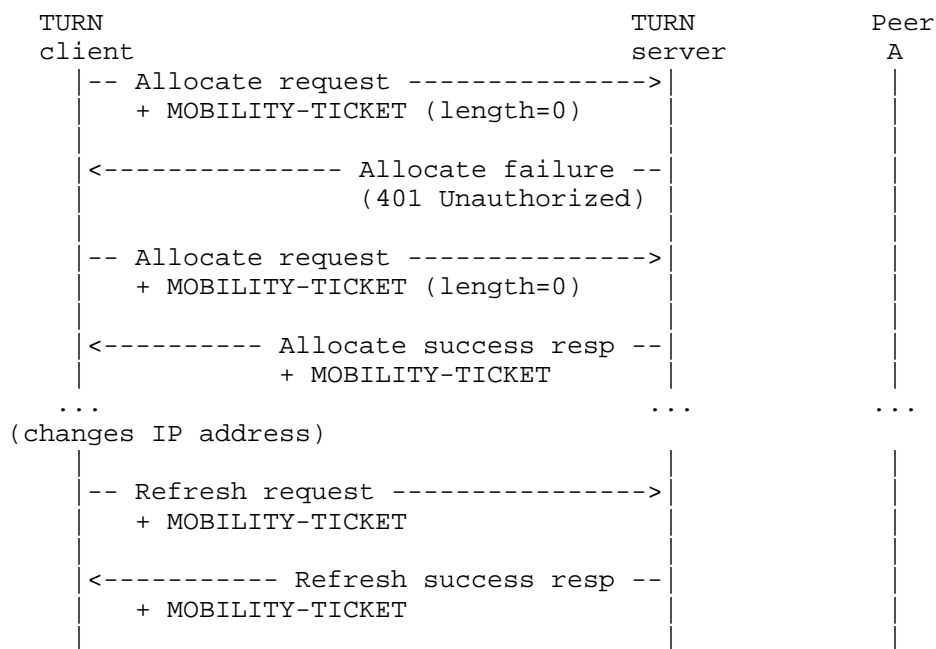 TURN TURN Peer
client server A
|-- Allocate request --------------->| |
| + MOBILITY-TICKET (length=0) | |
| | |
|<--------------- Allocate failure --| |
| (401 Unauthorized) | |
| | |
|-- Allocate request --------------->| |
| + MOBILITY-TICKET (length=0) | |
| | |
|<---------- Allocate success resp --| |
| + MOBILITY-TICKET | |
... ... ...
(changes IP address)
| | |
|-- Refresh request ---------------->| |
| + MOBILITY-TICKET | |
| | |
|<----------- Refresh success resp --| |
| + MOBILITY-TICKET | |
| | |